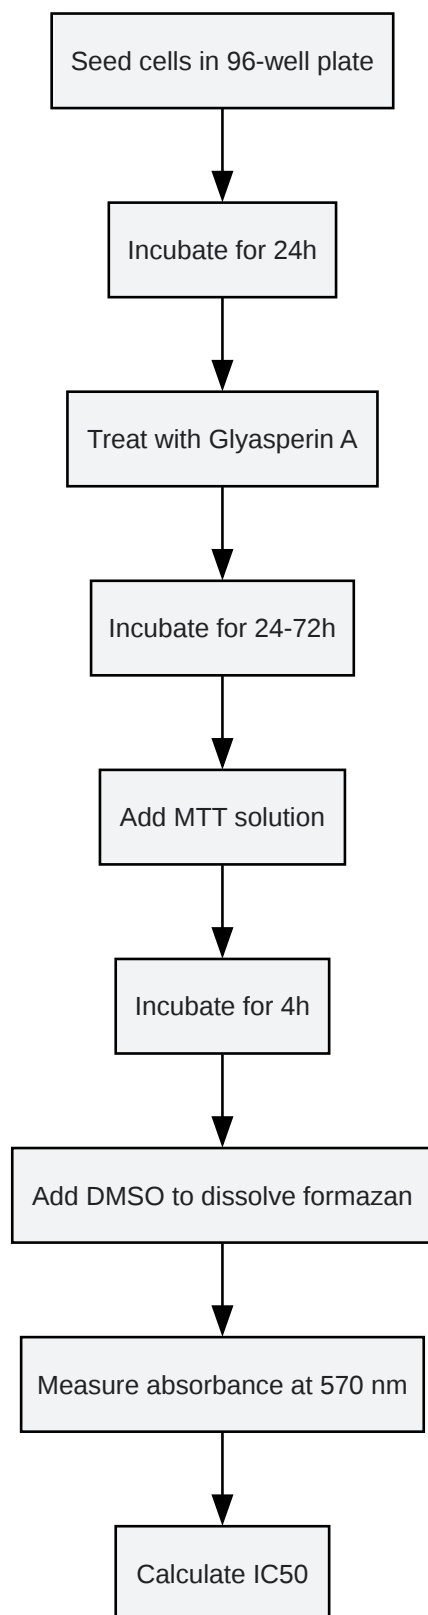 Seed cells in 96-well plate
Incubate for 24h
Treat with Glyasperin A
Incubate for 24-72h
Add MTT solution
Incubate for 4h
Add DMSO to dissolve formazan
Measure absorbance at 570 nm
Calculate IC50